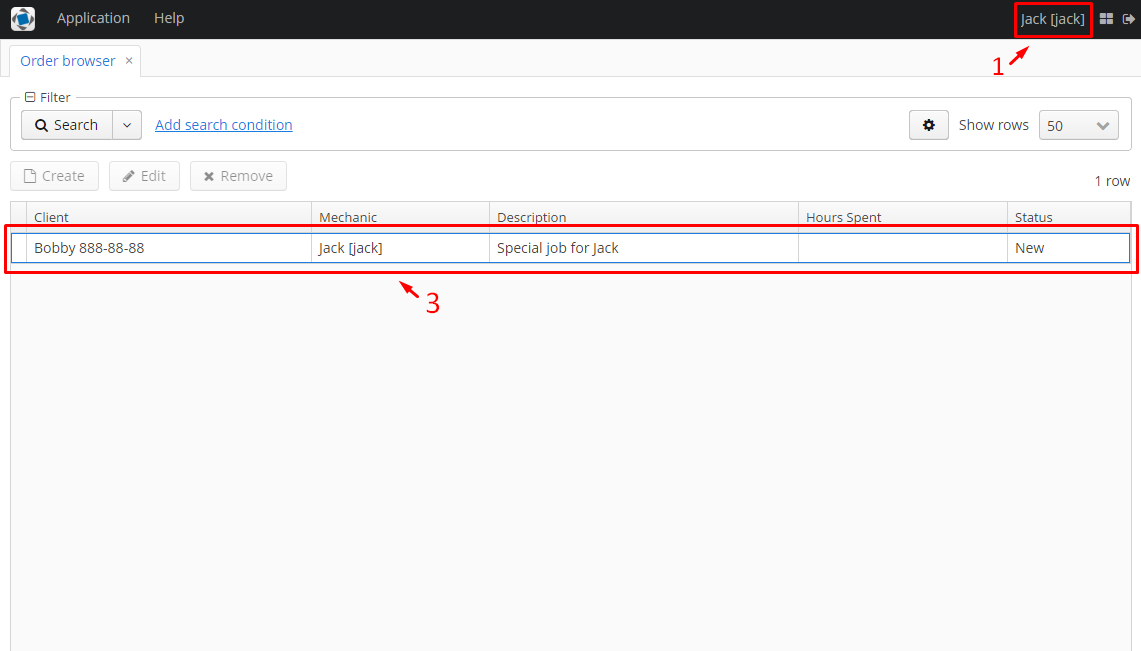 Application Help Jack [jack]
1
Order browser ×
Filter
Search Add search condition Show rows 50
Create Edit Remove 1 row
Client Mechanic Description Hours Spent Status
Bobby 888-88-88 Jack [jack] Special job for Jack New
3